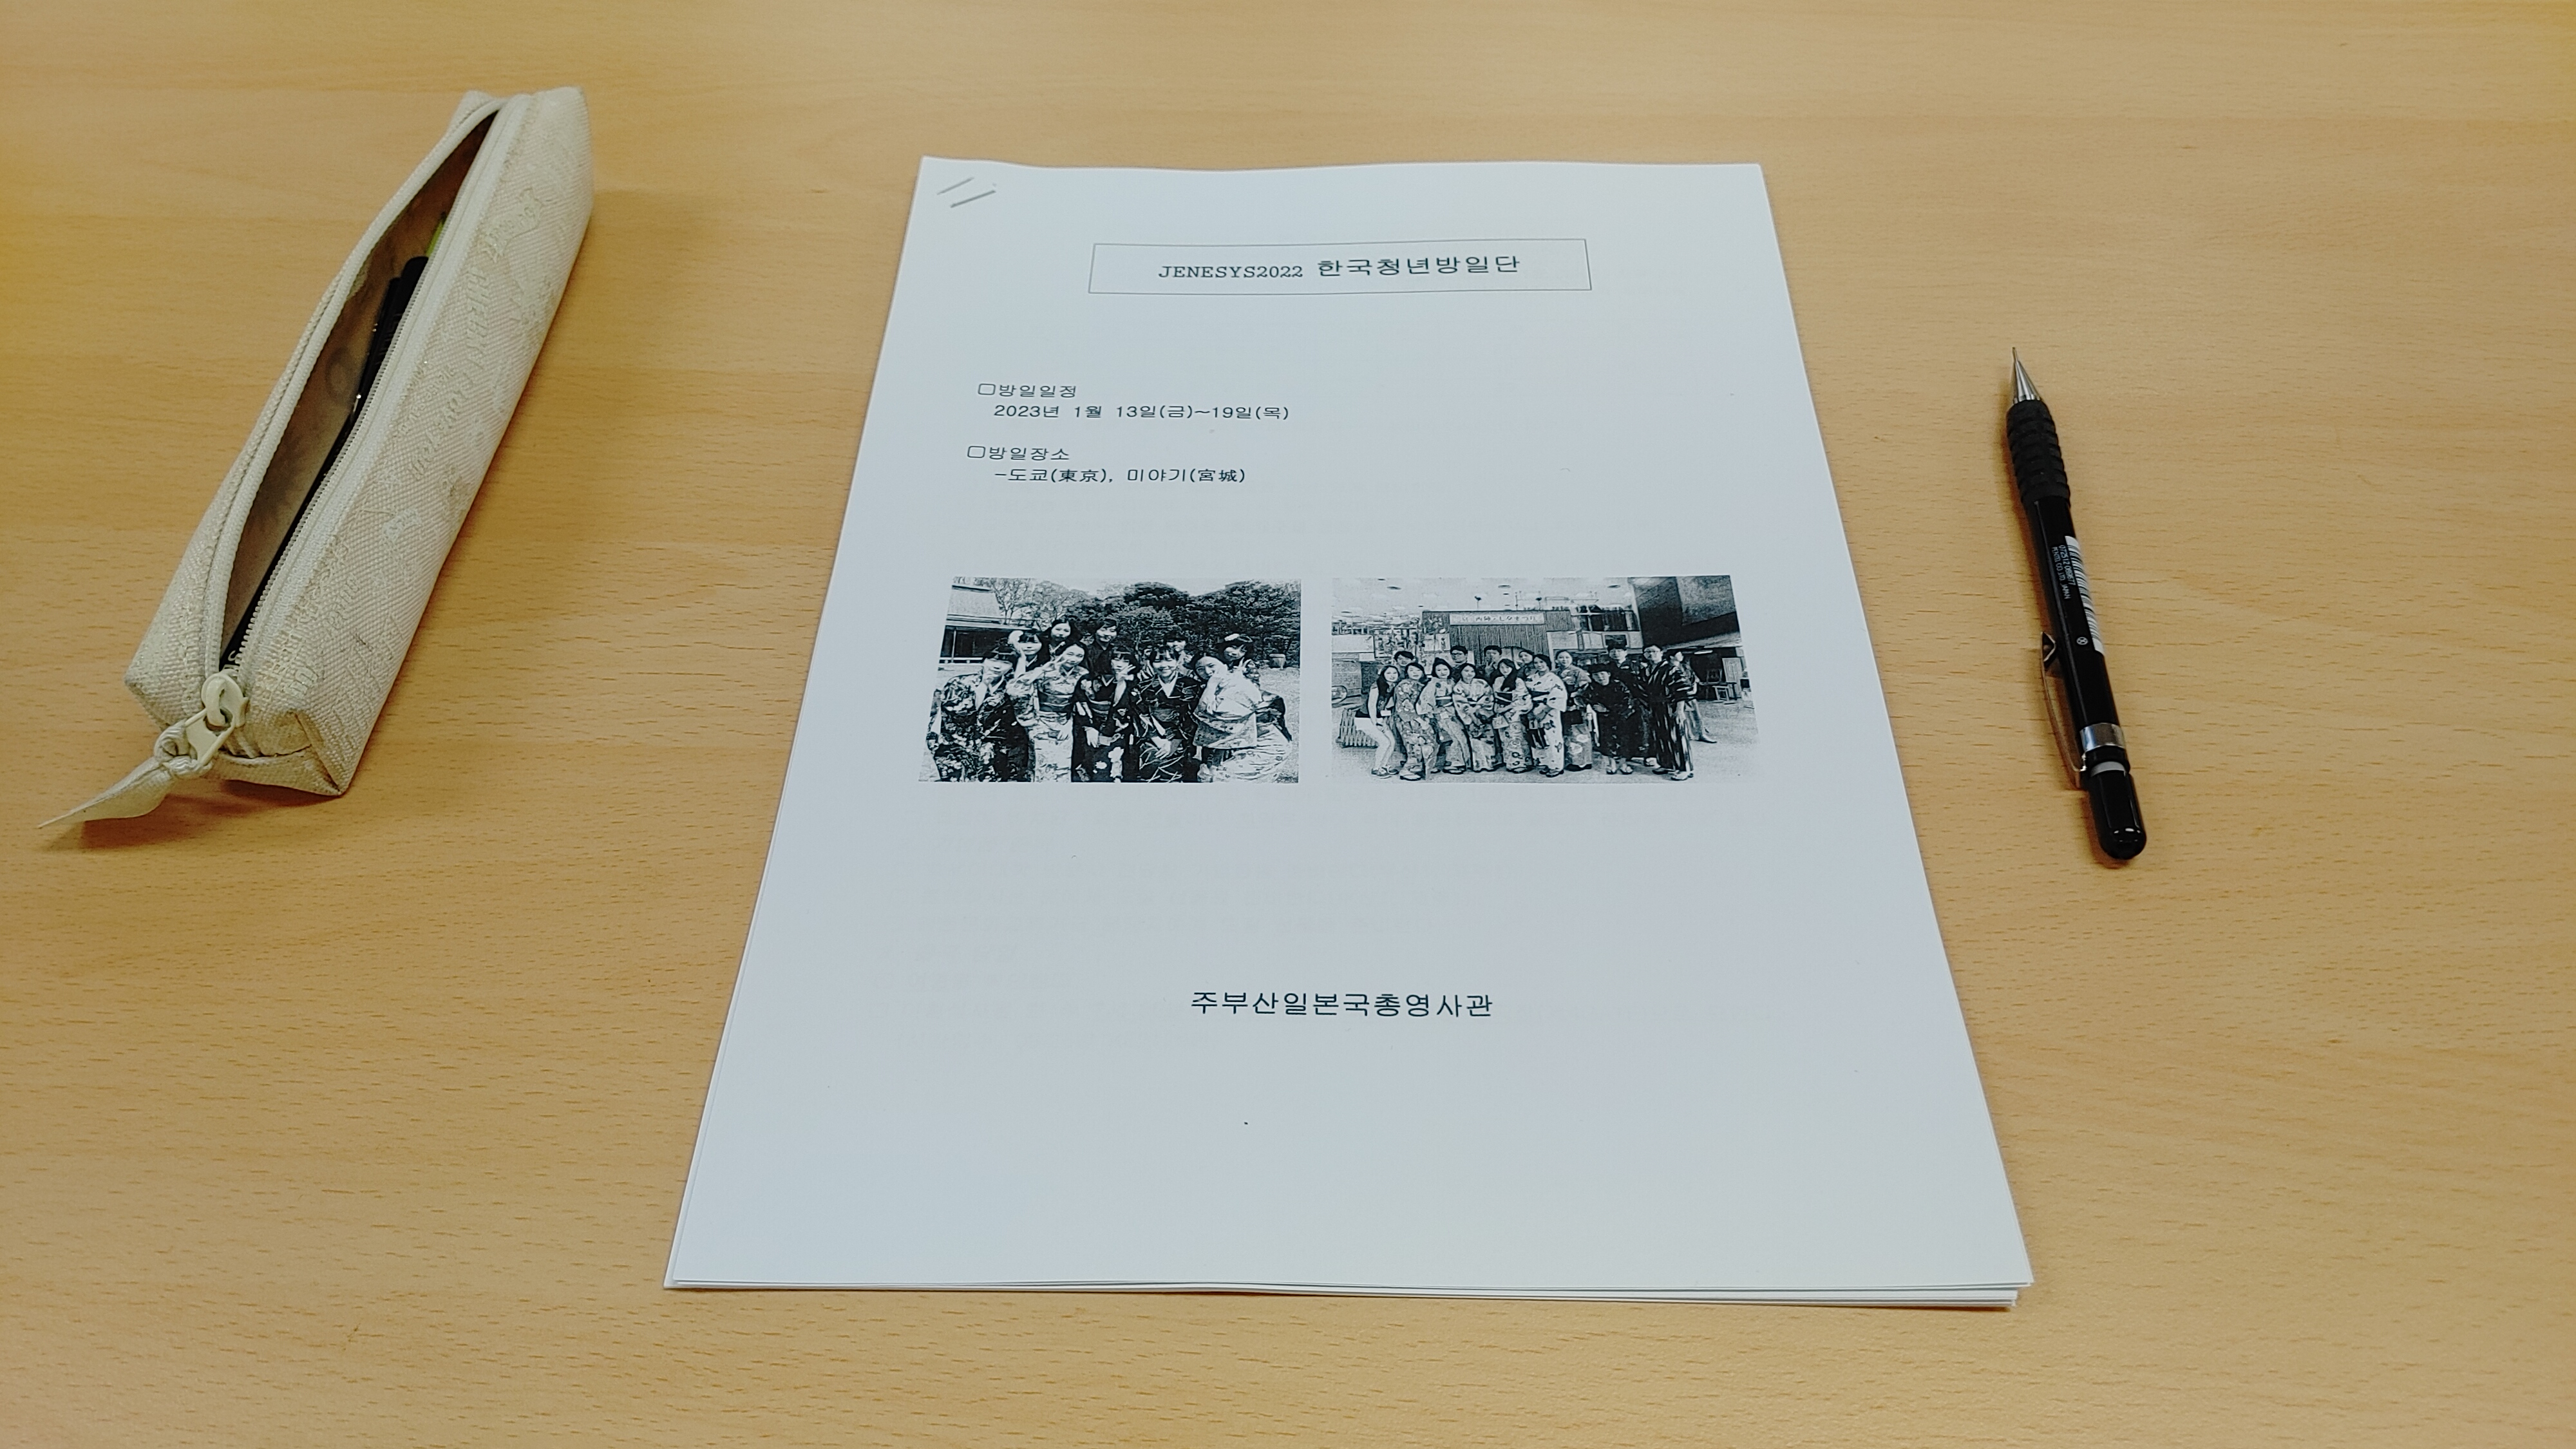 JENESYS2022 한국청년방일단
▢방일일정
2023년 1월 13일(금)~19일(목)
▢방일장소
-도쿄(東京), 미야기(宮城)
주부산일본국총영사관